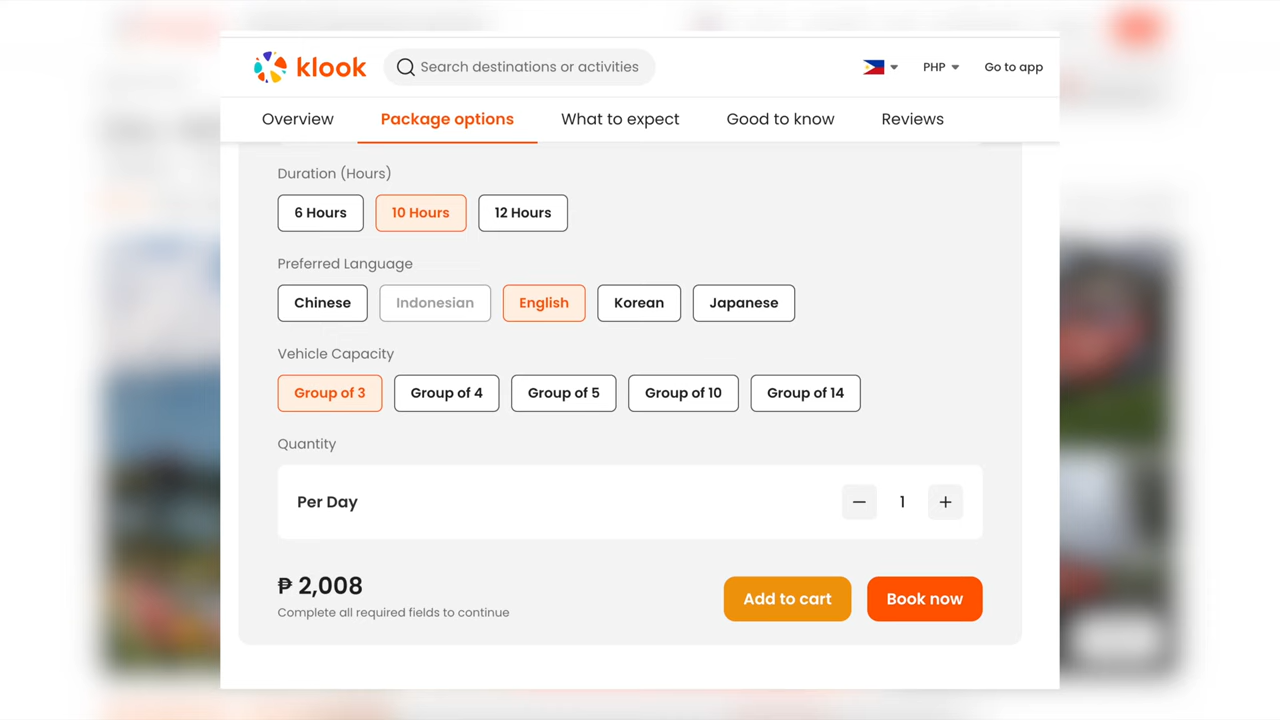 klook
Search destinations or activities
PHP
Go to app
Overview
Package options
What to expect
Good to know
Reviews
Duration (Hours)
6 Hours
10 Hours
12 Hours
Preferred Language
Chinese
Indonesian
English
Korean
Japanese
Vehicle Capacity
Group of 3
Group of 4
Group of 5
Group of 10
Group of 14
Quantity
Per Day
1
₱ 2,008
Complete all required fields to continue
Add to cart
Book now